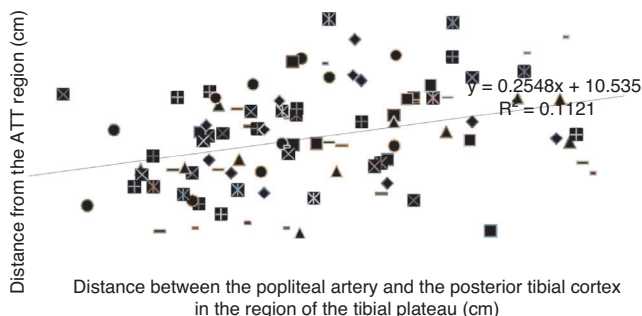 Distance from the ATT region (cm)
y = 0.2548x + 10.535
R² = 0.1121
Distance between the popliteal artery and the posterior tibial cortex
in the region of the tibial plateau (cm)